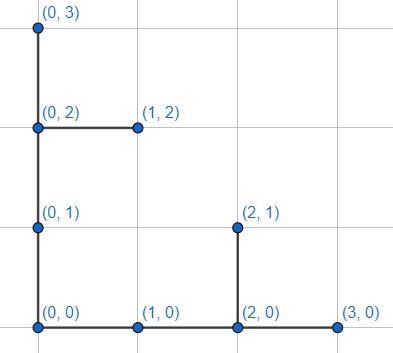 (0, 3)
(0, 2) (1, 2)
(0, 1) (2, 1)
(0, 0) (1, 0) (2, 0) (3, 0)